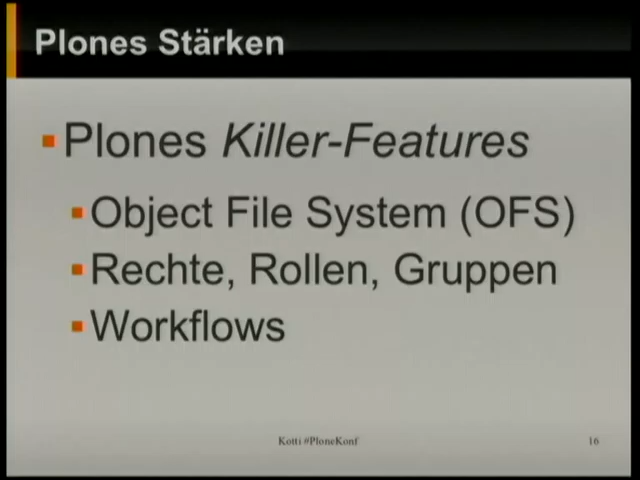 Plones Stärken
Plones Killer-Features
Object File System (OFS)
Rechte, Rollen, Gruppen
Workflows
Kotti #PloneKonf
16